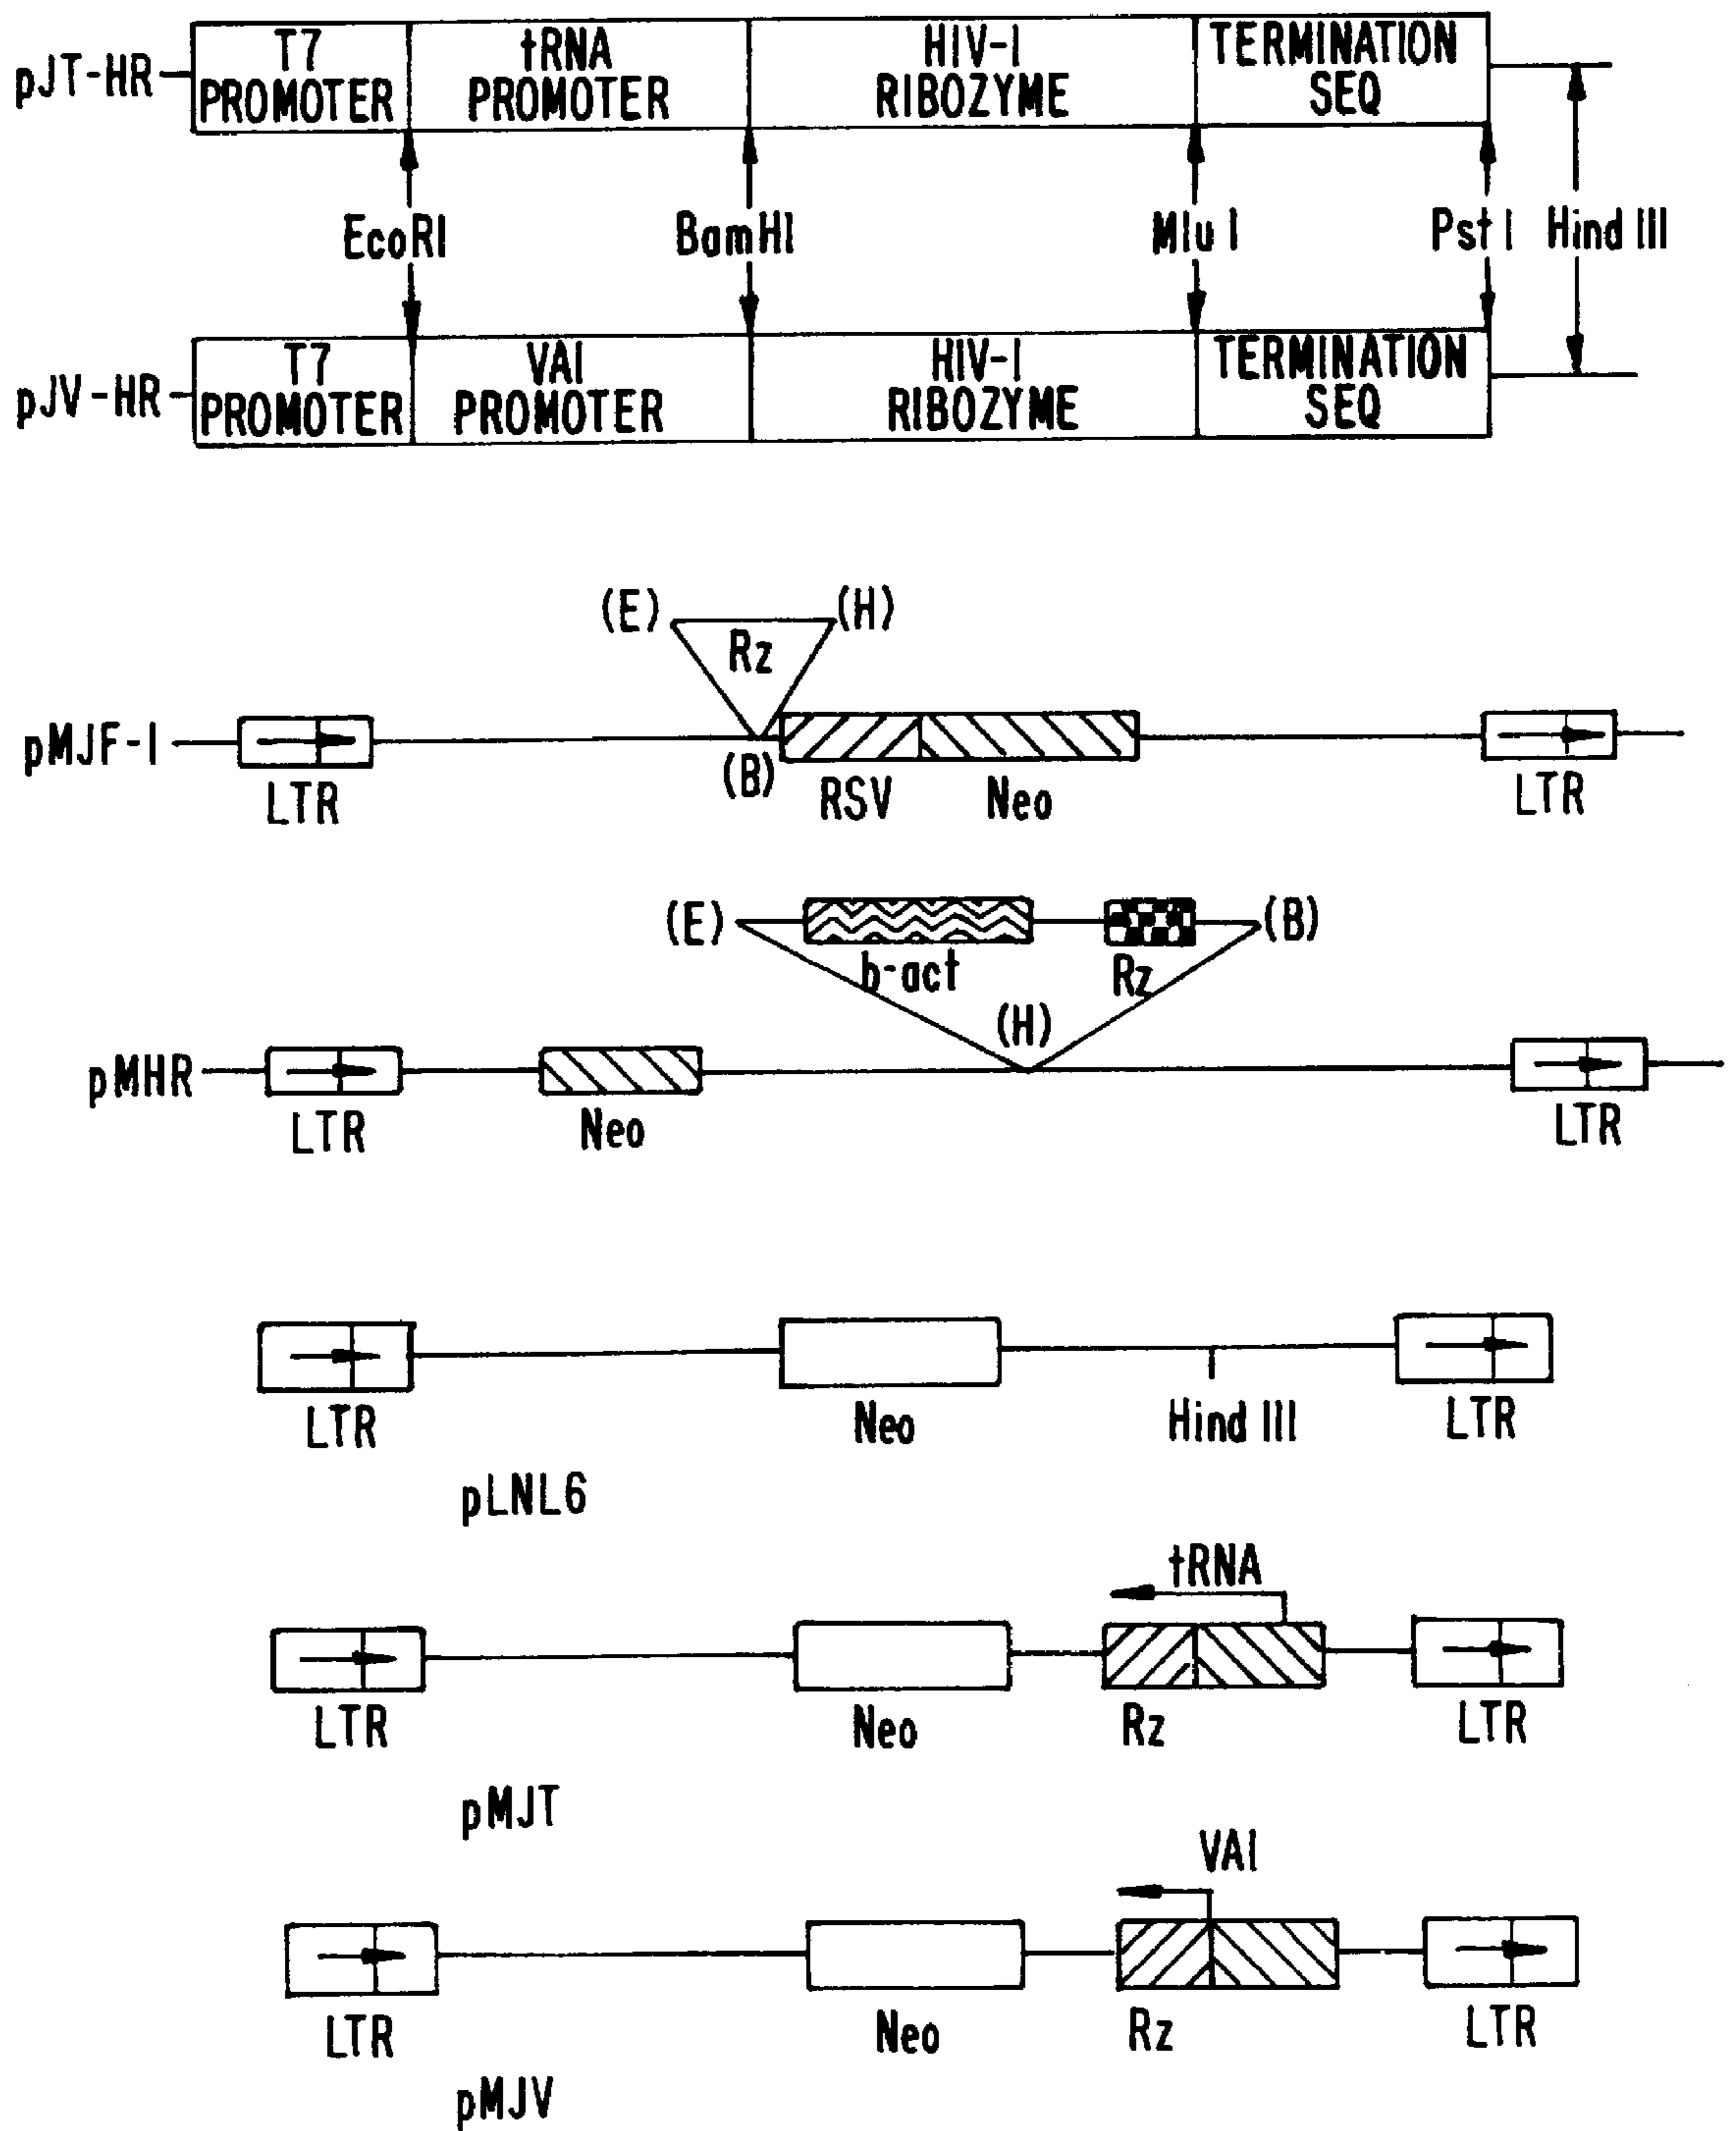 pJT-HR
T7 PROMOTER
tRNA PROMOTER
HIV-I RIBOZYME
TERMINATION SEQ
EcoRI
BamHI
Mlu I
Pst I
Hind III
pJV-HR
T7 PROMOTER
VAI PROMOTER
HIV-I RIBOZYME
TERMINATION SEQ
(E)
(H)
Rz
pMJF-I
(B)
LTR
RSV
Neo
LTR
(E)
(B)
b-act
Rz
(H)
pMHR
LTR
Neo
LTR
LTR
Neo
Hind III
LTR
pLNL6
tRNA
LTR
Neo
Rz
LTR
pMJT
VAI
LTR
Neo
Rz
LTR
pMJV